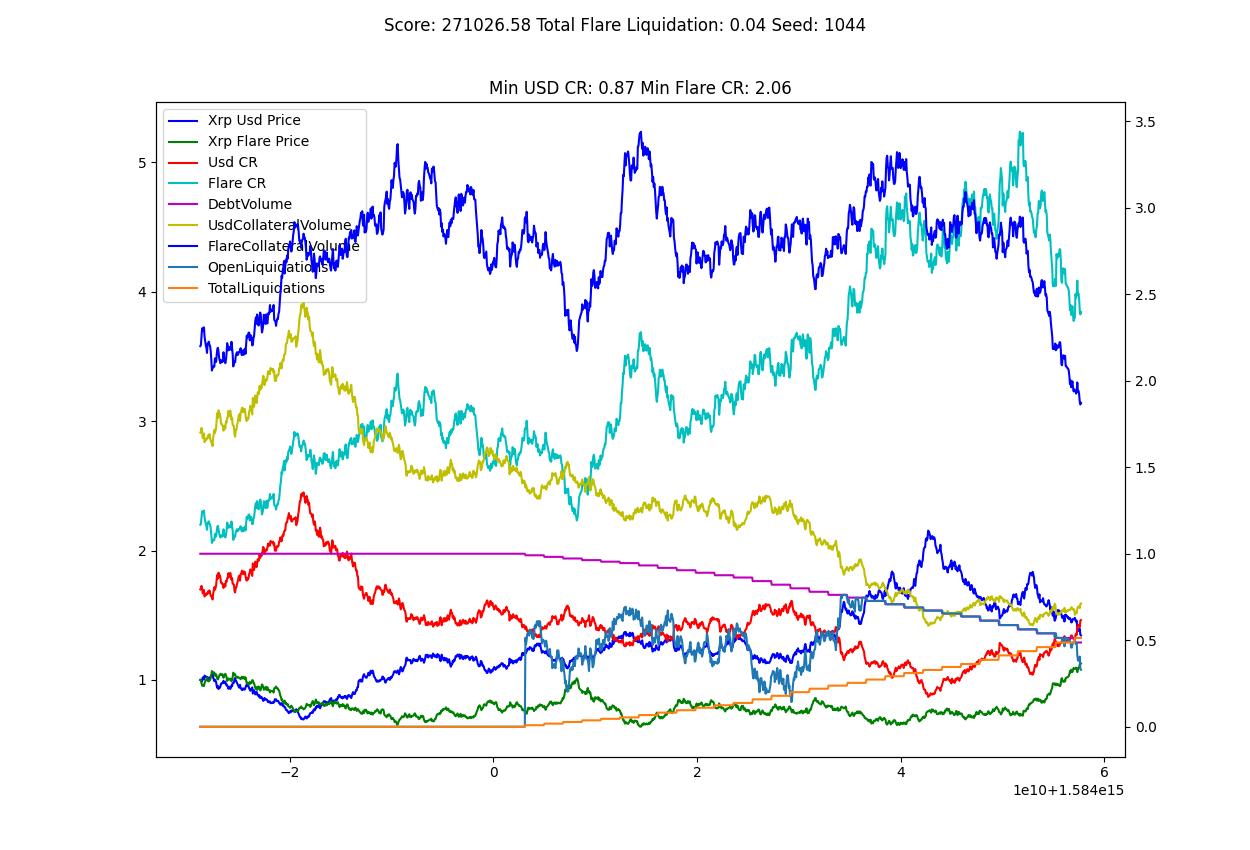 Score: 271026.58 Total Flare Liquidation: 0.04 Seed: 1044
Min USD CR: 0.87 Min Flare CR: 2.06
Xrp Usd Price
Xrp Flare Price
Usd CR
Flare CR
DebtVolume
UsdCollateralVolume
FlareCollateralVolume
OpenLiquidations
TotalLiquidations
5
4
3
2
1
3.5
3.0
2.5
2.0
1.5
1.0
0.5
0.0
−2 0 2 4 6
1e10+1.584e15